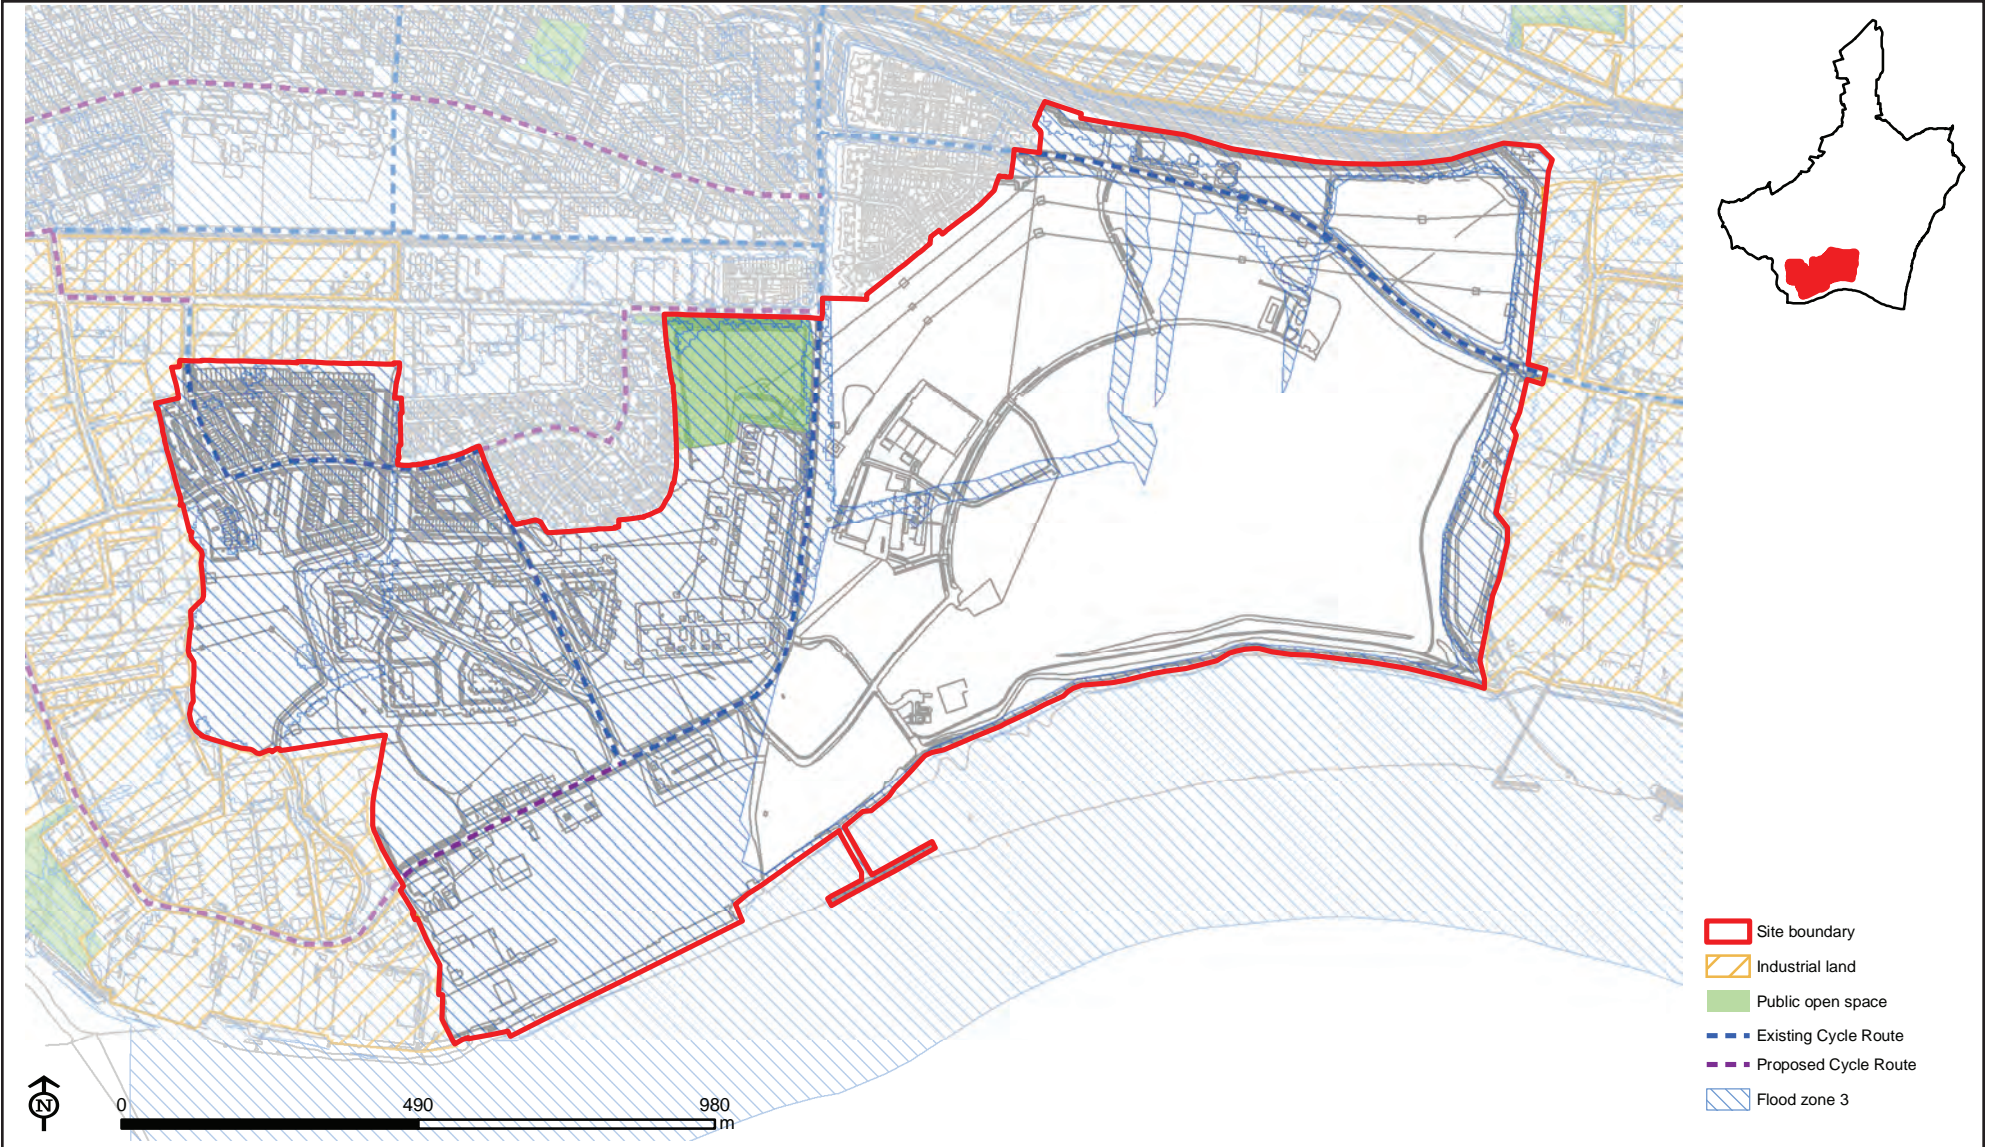 Site boundary
Industrial land
Public open space
Existing Cycle Route
Proposed Cycle Route
Flood zone 3
N
0 490 980
m